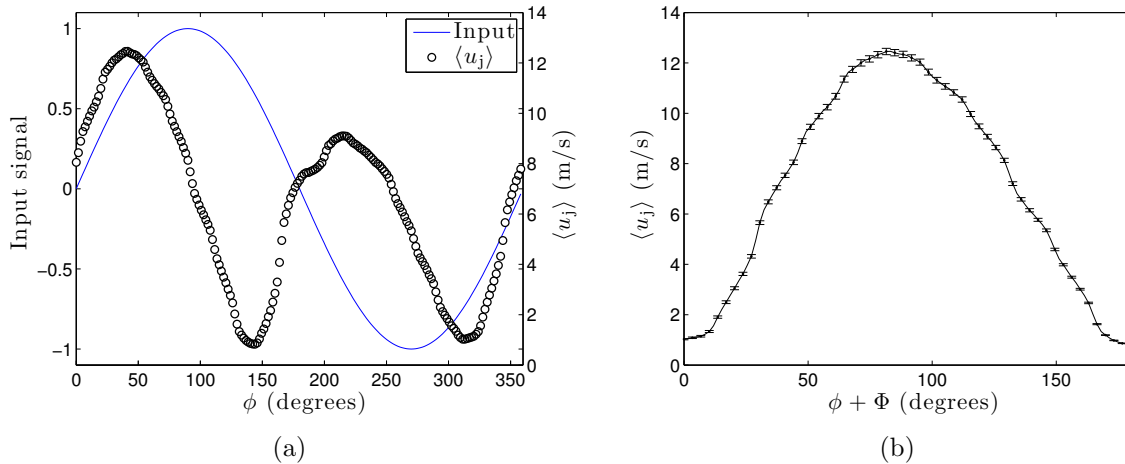 Input
⟨u_j⟩
1
0.5
0
−0.5
−1
Input signal
14
12
10
8
6
4
2
0
⟨u_j⟩ (m/s)
0 50 100 150 200 250 300 350
ϕ (degrees)
(a)
14
12
10
8
6
4
2
0
⟨u_j⟩ (m/s)
0 50 100 150
ϕ + Φ (degrees)
(b)